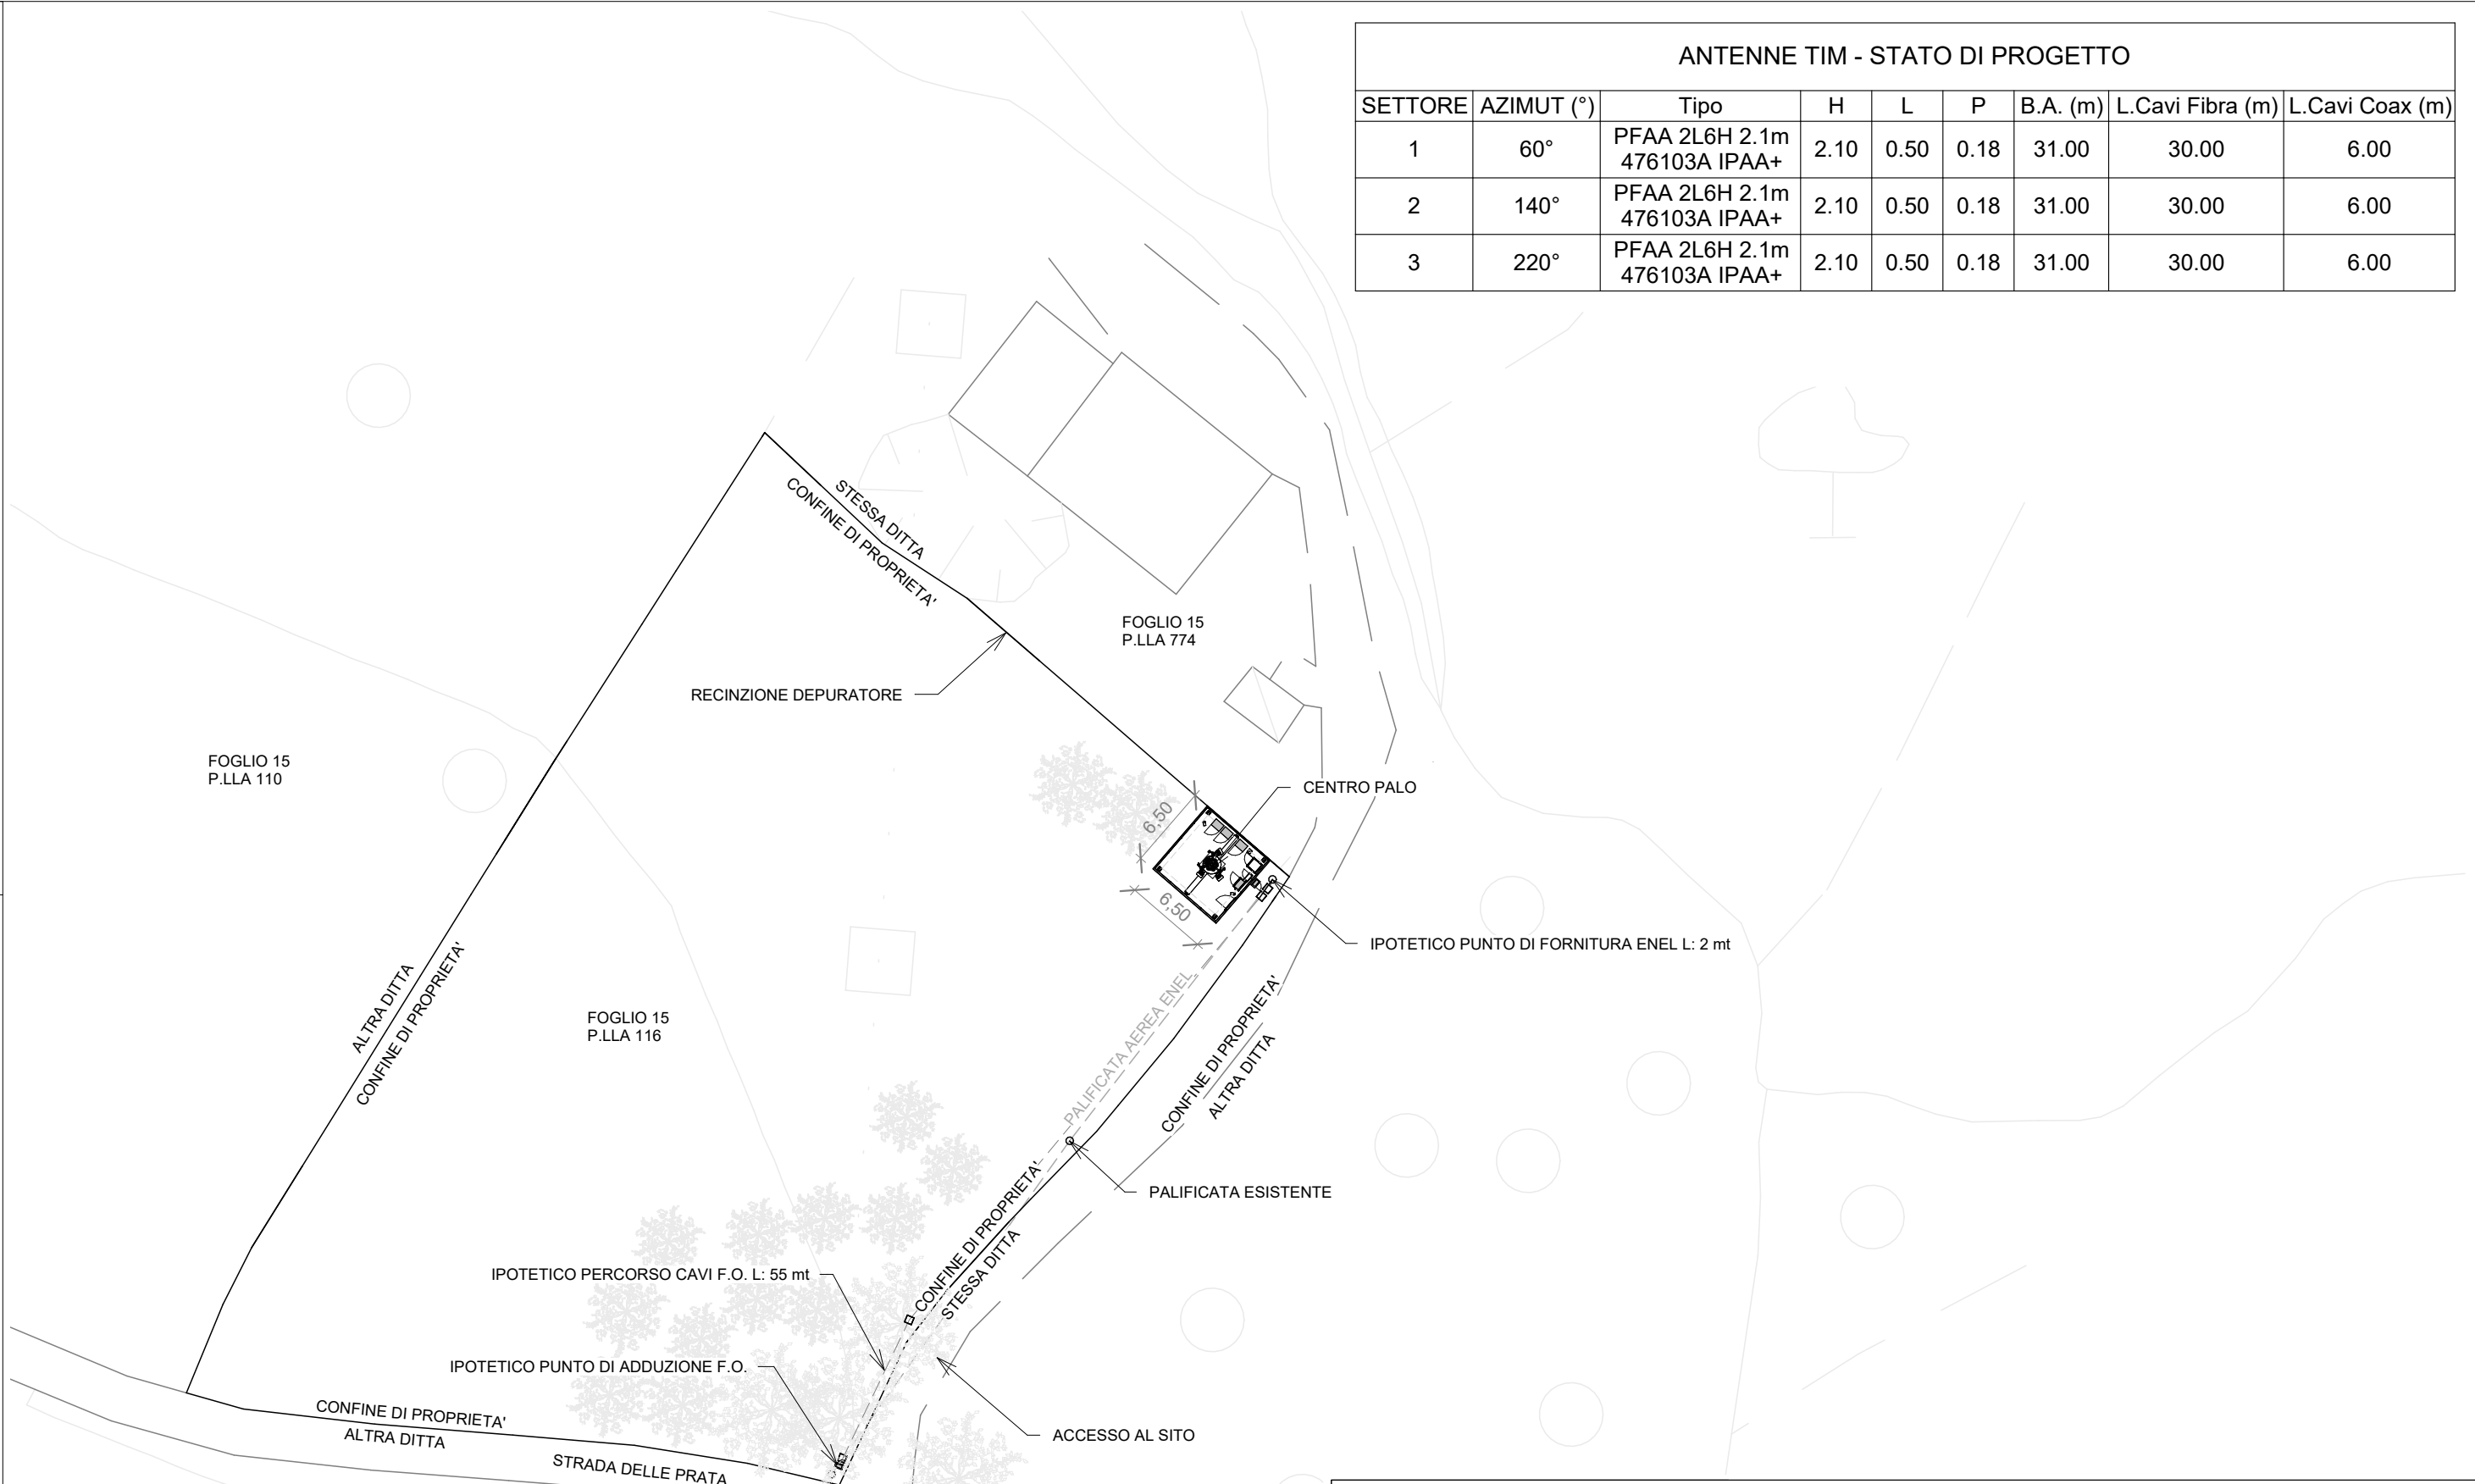 ANTENNE TIM - STATO DI PROGETTO
SETTORE AZIMUT (°) Tipo H L P B.A. (m) L.Cavi Fibra (m) L.Cavi Coax (m)
1 60° PFAA 2L6H 2.1m 476103A IPAA+ 2.10 0.50 0.18 31.00 30.00 6.00
2 140° PFAA 2L6H 2.1m 476103A IPAA+ 2.10 0.50 0.18 31.00 30.00 6.00
3 220° PFAA 2L6H 2.1m 476103A IPAA+ 2.10 0.50 0.18 31.00 30.00 6.00
STESSA DITTA
CONFINE DI PROPRIETA'
FOGLIO 15
P.LLA 774
RECINZIONE DEPURATORE
FOGLIO 15
P.LLA 110
CENTRO PALO
6,50
6,50
IPOTETICO PUNTO DI FORNITURA ENEL L: 2 mt
ALTRA DITTA
CONFINE DI PROPRIETA'
FOGLIO 15
P.LLA 116
PALIFICATA AEREA ENEL
CONFINE DI PROPRIETA'
ALTRA DITTA
PALIFICATA ESISTENTE
CONFINE DI PROPRIETA'
STESSA DITTA
IPOTETICO PERCORSO CAVI F.O. L: 55 mt
IPOTETICO PUNTO DI ADDUZIONE F.O.
CONFINE DI PROPRIETA'
ALTRA DITTA
ACCESSO AL SITO
STRADA DELLE PRATA